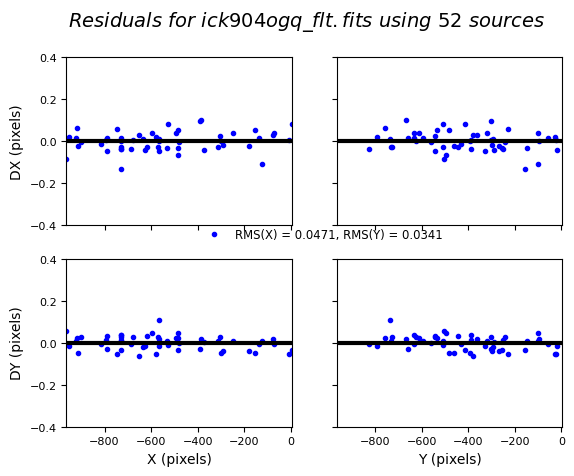 Residuals for ick904ogq_flt.fits using 52 sources
DX (pixels)
0.4
0.2
0.0
−0.2
−0.4
RMS(X) = 0.0471, RMS(Y) = 0.0341
DY (pixels)
0.4
0.2
0.0
−0.2
−0.4
−800 −600 −400 −200 0
−800 −600 −400 −200 0
X (pixels)
Y (pixels)